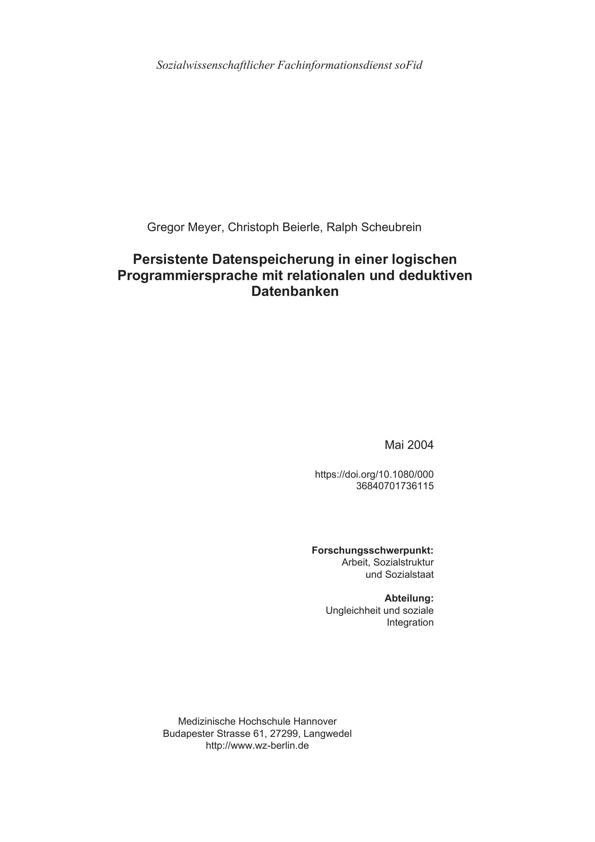 Sozialwissenschaftlicher Fachinformationsdienst soFid
Gregor Meyer, Christoph Beierle, Ralph Scheubrein
Persistente Datenspeicherung in einer logischen
Programmiersprache mit relationalen und deduktiven
Datenbanken
Mai 2004
https://doi.org/10.1080/000
36840701736115
Forschungsschwerpunkt:
Arbeit, Sozialstruktur
und Sozialstaat
Abteilung:
Ungleichheit und soziale
Integration
Medizinische Hochschule Hannover
Budapester Strasse 61, 27299, Langwedel
http://www.wz-berlin.de